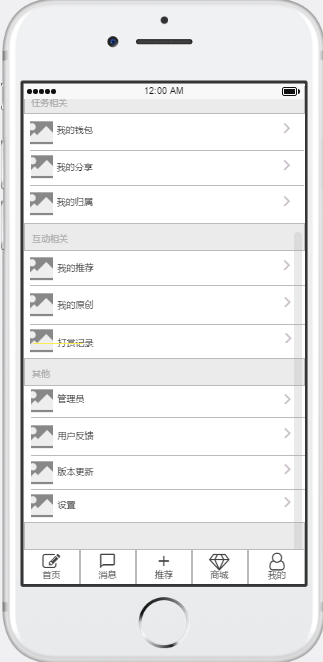 12:00 AM
任务相关
我的钱包
我的分享
我的归属
互动相关
我的推荐
我的原创
打赏记录
其他
管理员
用户反馈
版本更新
设置
首页
消息
推荐
商城
我的